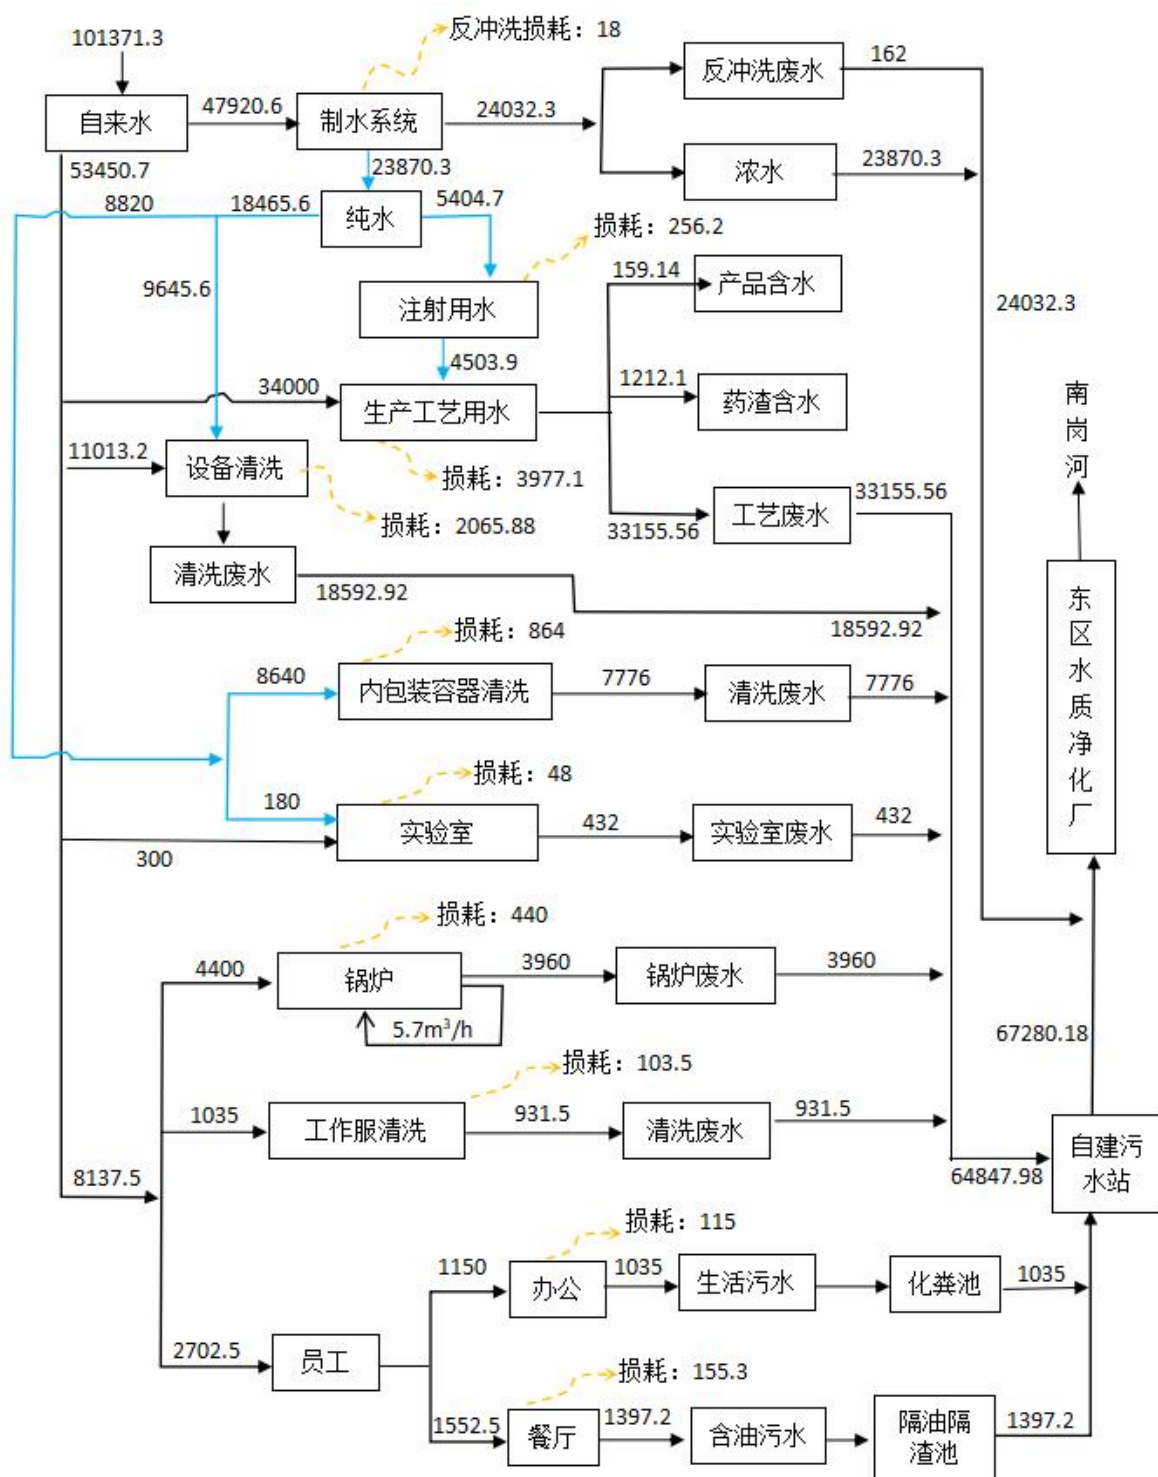 101371.3
反冲洗损耗：18
自来水
47920.6
制水系统
24032.3
反冲洗废水
162
浓水
23870.3
53450.7
23870.3
8820
18465.6
纯水
5404.7
损耗：256.2
9645.6
注射用水
159.14
产品含水
24032.3
4503.9
34000
生产工艺用水
1212.1
药渣含水
11013.2
设备清洗
损耗：3977.1
损耗：2065.88
33155.56
工艺废水
33155.56
南岗河
清洗废水
18592.92
18592.92
东区水质净化厂
损耗：864
8640
内包装容器清洗
7776
清洗废水
7776
损耗：48
180
实验室
432
实验室废水
432
300
损耗：440
4400
锅炉
3960
锅炉废水
3960
5.7m³/h
67280.18
损耗：103.5
1035
工作服清洗
931.5
清洗废水
931.5
8137.5
64847.98
自建污
水站
损耗：115
1150
办公
1035
生活污水
化粪池
1035
2702.5
员工
损耗：155.3
1552.5
餐厅
1397.2
含油污水
隔油隔
渣池
1397.2